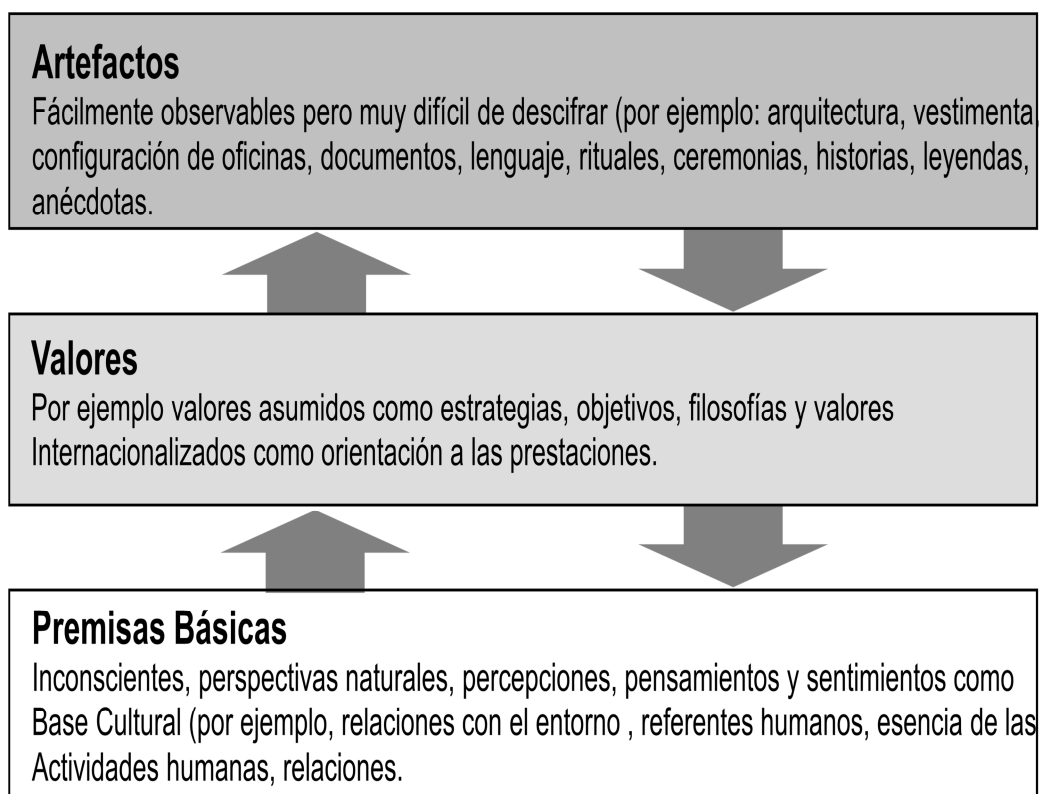 Artefactos
Fácilmente observables pero muy difícil de descifrar (por ejemplo: arquitectura, vestimenta,
configuración de oficinas, documentos, lenguaje, rituales, ceremonias, historias, leyendas,
anécdotas.
Valores
Por ejemplo valores asumidos como estrategias, objetivos, filosofías y valores
Internacionalizados como orientación a las prestaciones.
Premisas Básicas
Inconscientes, perspectivas naturales, percepciones, pensamientos y sentimientos como
Base Cultural (por ejemplo, relaciones con el entorno , referentes humanos, esencia de las
Actividades humanas, relaciones.